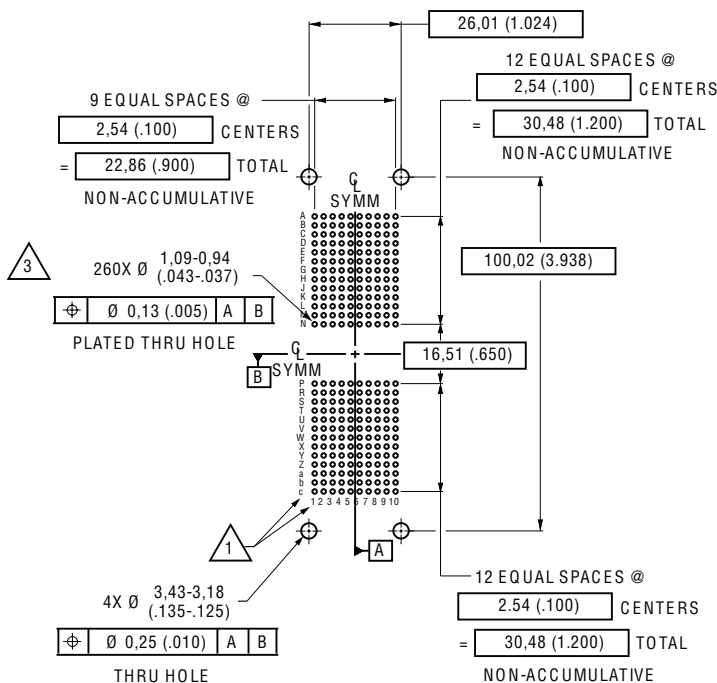 26,01 (1.024)
12 EQUAL SPACES @
2,54 (.100) CENTERS
= 30,48 (1.200) TOTAL
NON-ACCUMULATIVE
9 EQUAL SPACES @
2,54 (.100) CENTERS
= 22,86 (.900) TOTAL
NON-ACCUMULATIVE
CL
SYMM
A
B
C
D
E
F
G
H
J
K
L
M
N
3
260X Ø 1,09-0,94
(.043-.037)
⌖ Ø 0,13 (.005) A B
PLATED THRU HOLE
100,02 (3.938)
16,51 (.650)
CL
SYMM
B
P
R
S
T
U
V
W
X
Y
Z
a
b
c
1 2 3 4 5 6 7 8 9 10
1
A
4X Ø 3,43-3,18
(.135-.125)
⌖ Ø 0,25 (.010) A B
THRU HOLE
12 EQUAL SPACES @
2.54 (.100) CENTERS
= 30,48 (1.200) TOTAL
NON-ACCUMULATIVE